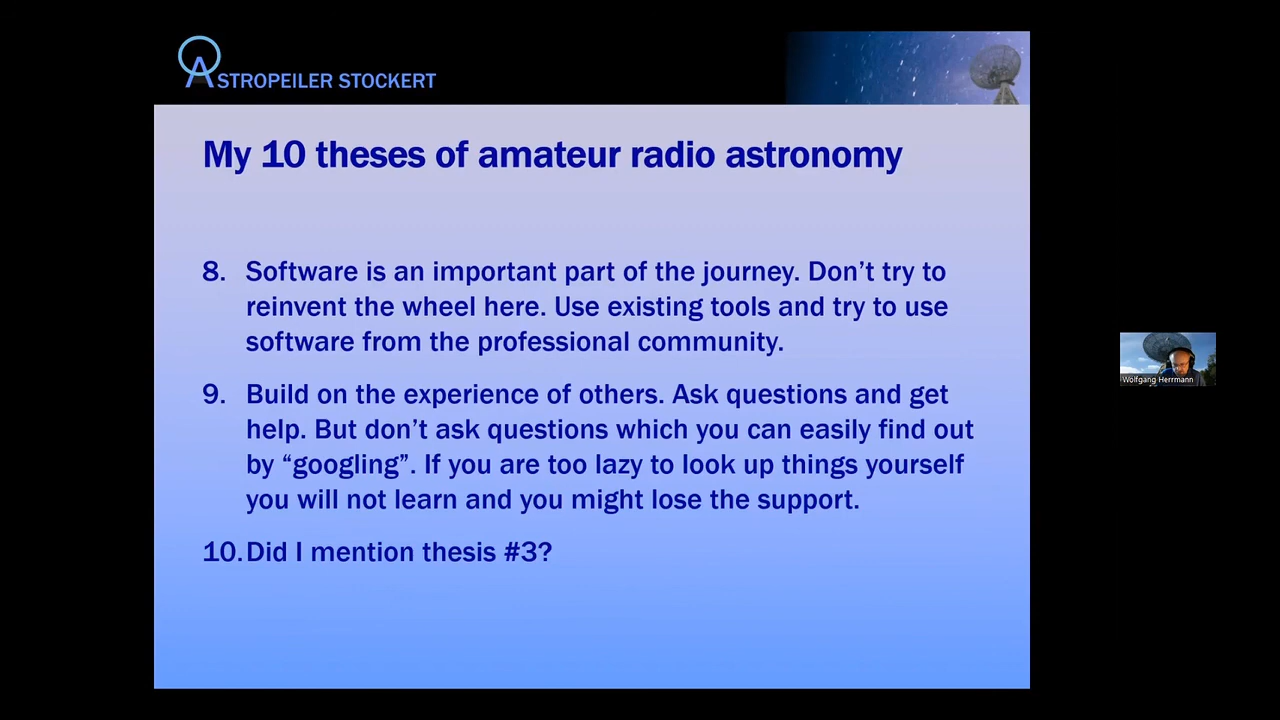 ASTROPEILER STOCKERT
My 10 theses of amateur radio astronomy
8. Software is an important part of the journey. Don’t try to
reinvent the wheel here. Use existing tools and try to use
software from the professional community.
9. Build on the experience of others. Ask questions and get
help. But don’t ask questions which you can easily find out
by “googling”. If you are too lazy to look up things yourself
you will not learn and you might lose the support.
10. Did I mention thesis #3?
Wolfgang Herrmann